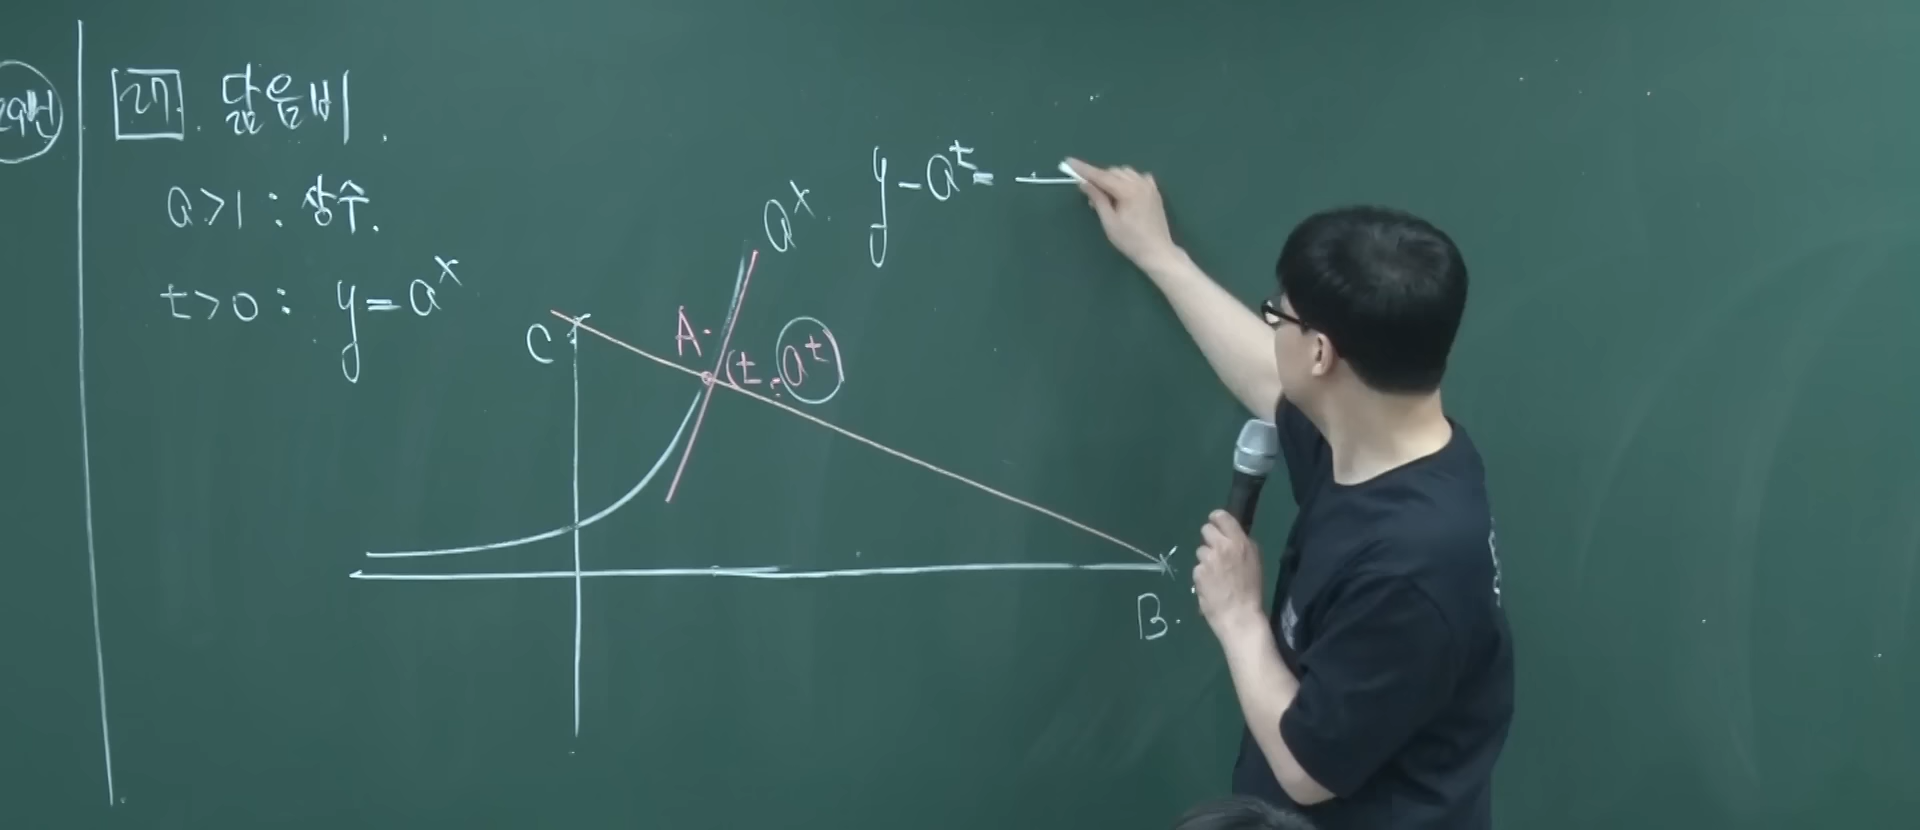 29번
27. 닮음비.
a>1 : 상수.
t>0 : y=a^x
a^x.
y-a^t=
C
A.
(t, a^t)
B.